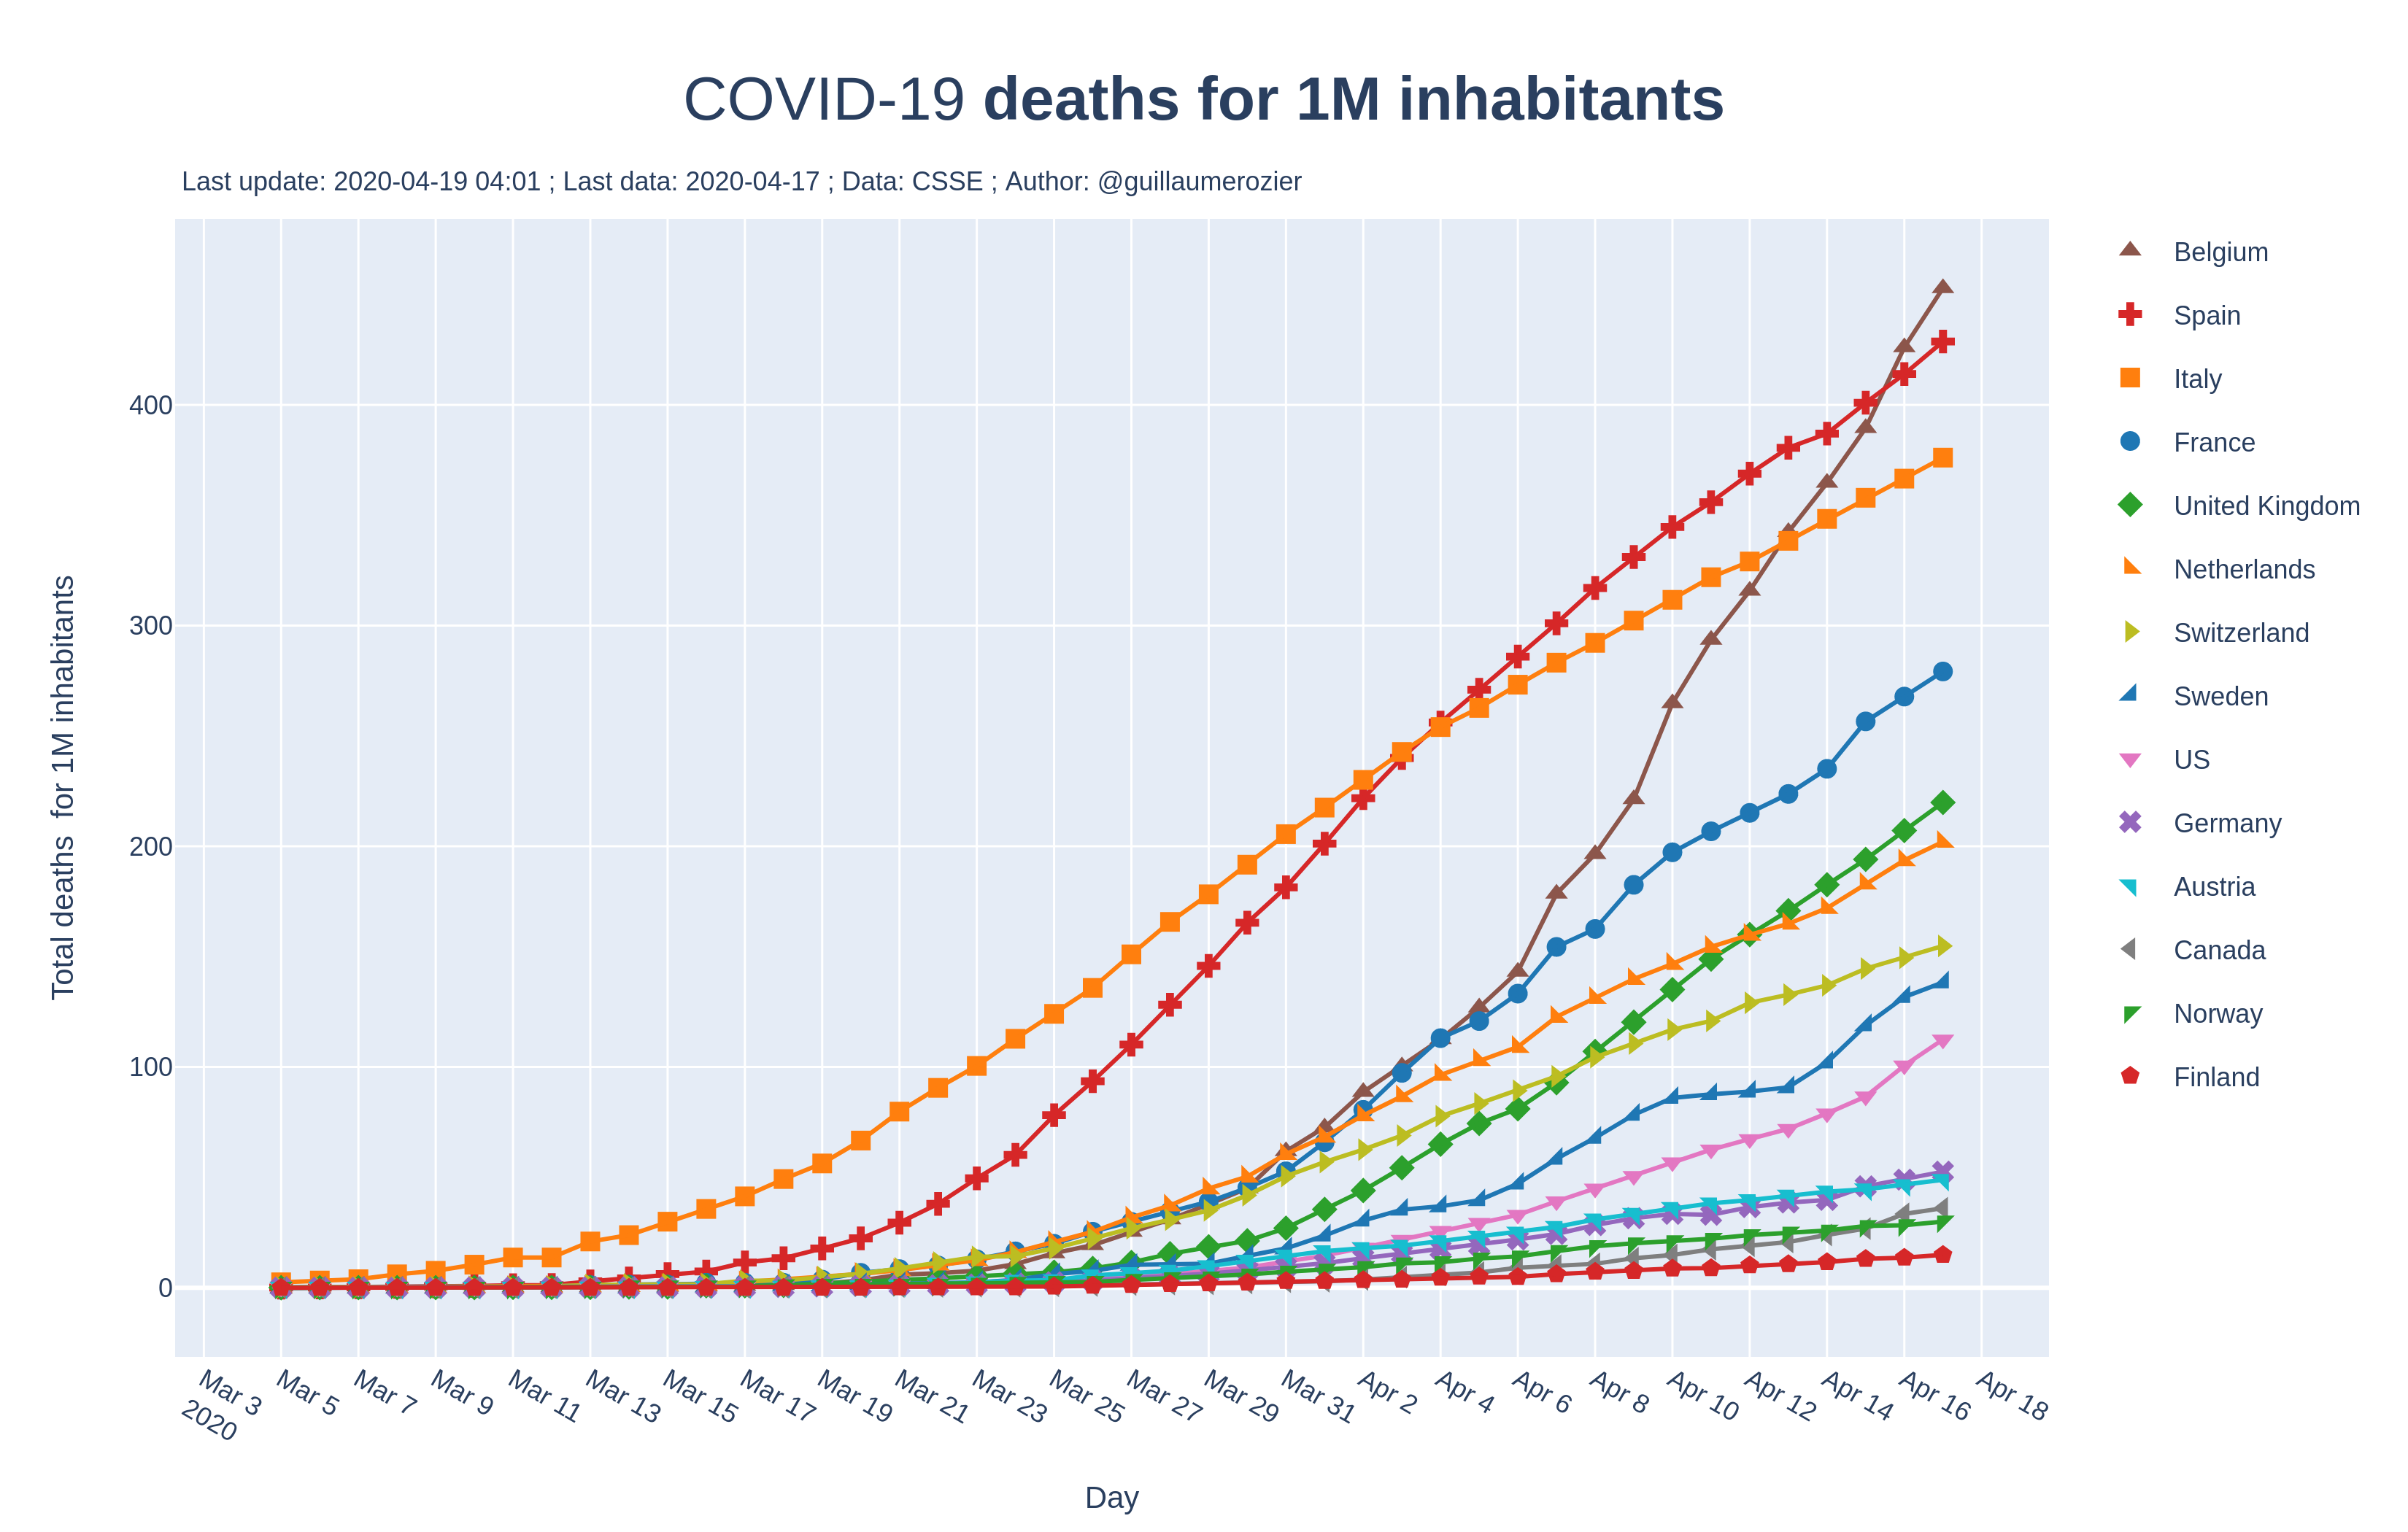 COVID-19 deaths for 1M inhabitants
Last update: 2020-04-19 04:01 ; Last data: 2020-04-17 ; Data: CSSE ; Author: @guillaumerozier
Total deaths for 1M inhabitants
400
300
200
100
0
Mar 3
2020
Mar 5
Mar 7
Mar 9
Mar 11
Mar 13
Mar 15
Mar 17
Mar 19
Mar 21
Mar 23
Mar 25
Mar 27
Mar 29
Mar 31
Apr 2
Apr 4
Apr 6
Apr 8
Apr 10
Apr 12
Apr 14
Apr 16
Apr 18
Day
Belgium
Spain
Italy
France
United Kingdom
Netherlands
Switzerland
Sweden
US
Germany
Austria
Canada
Norway
Finland